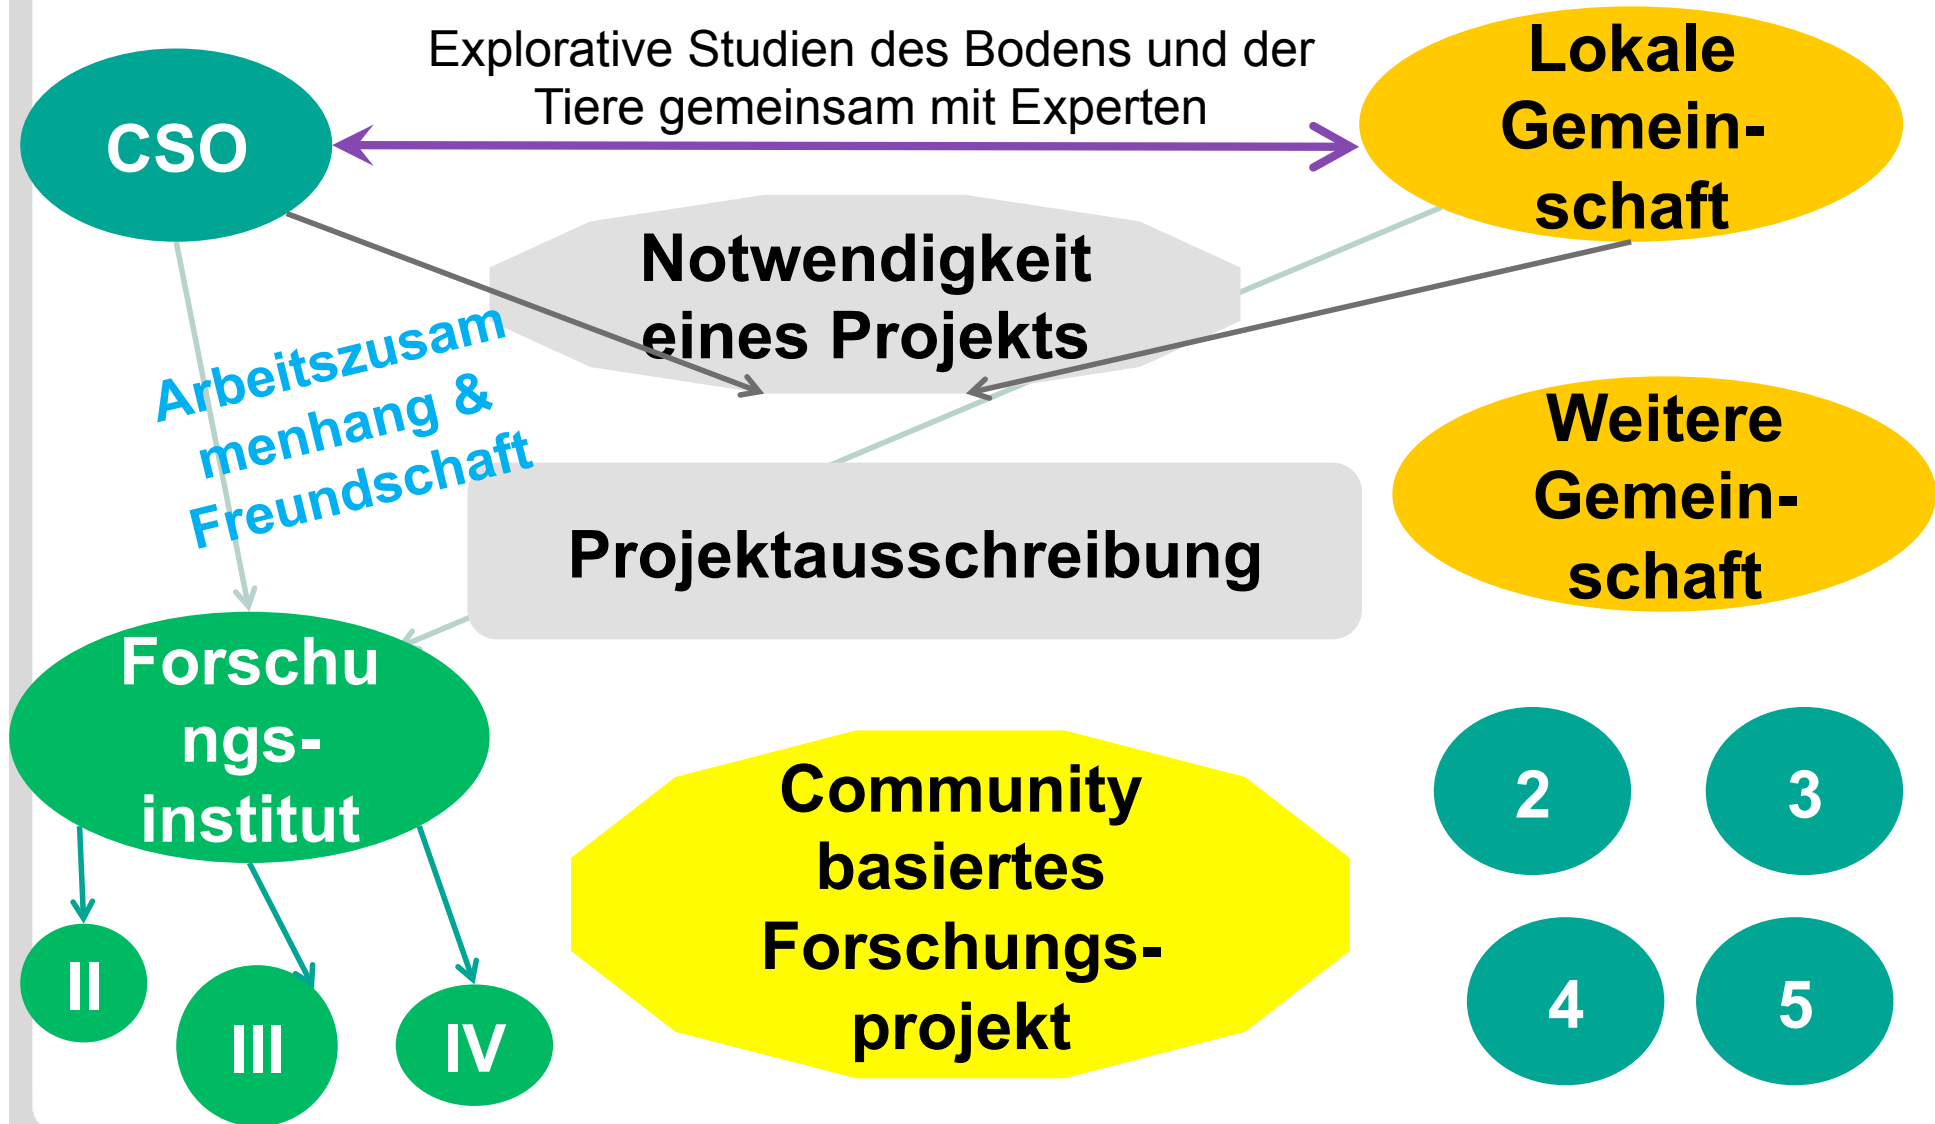 Explorative Studien des Bodens und der
Tiere gemeinsam mit Experten
CSO
Lokale
Gemein-
schaft
Notwendigkeit
eines Projekts
Arbeitszusam
menhang &
Freundschaft
Weitere
Gemein-
schaft
Projektausschreibung
Forschu
ngs-
institut
Community
basiertes
Forschungs-
projekt
2
3
4
5
II
III
IV